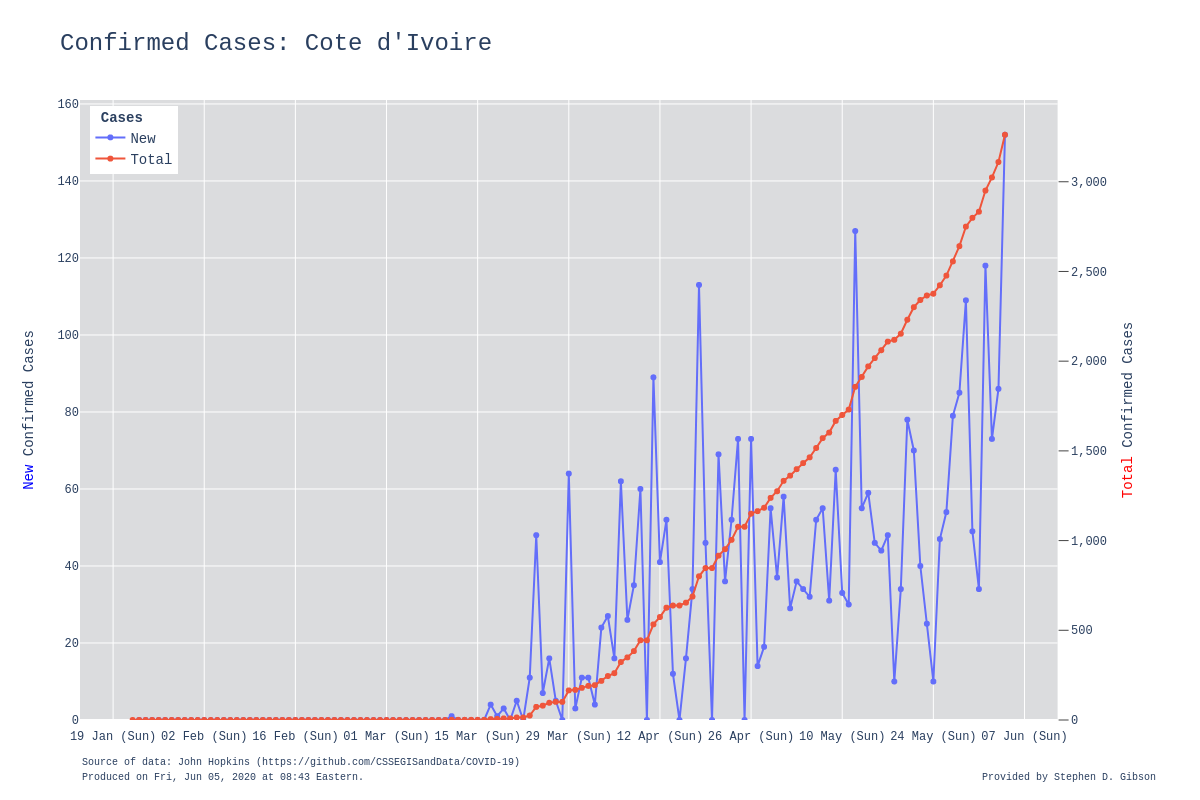 Confirmed Cases: Cote d'Ivoire
Cases
New
Total
160
140
120
100
80
60
40
20
0
New Confirmed Cases
3,000
2,500
2,000
1,500
1,000
500
0
Total Confirmed Cases
19 Jan (Sun) 02 Feb (Sun) 16 Feb (Sun) 01 Mar (Sun) 15 Mar (Sun) 29 Mar (Sun) 12 Apr (Sun) 26 Apr (Sun) 10 May (Sun) 24 May (Sun) 07 Jun (Sun)
Source of data: John Hopkins (https://github.com/CSSEGISandData/COVID-19)
Produced on Fri, Jun 05, 2020 at 08:43 Eastern.
Provided by Stephen D. Gibson